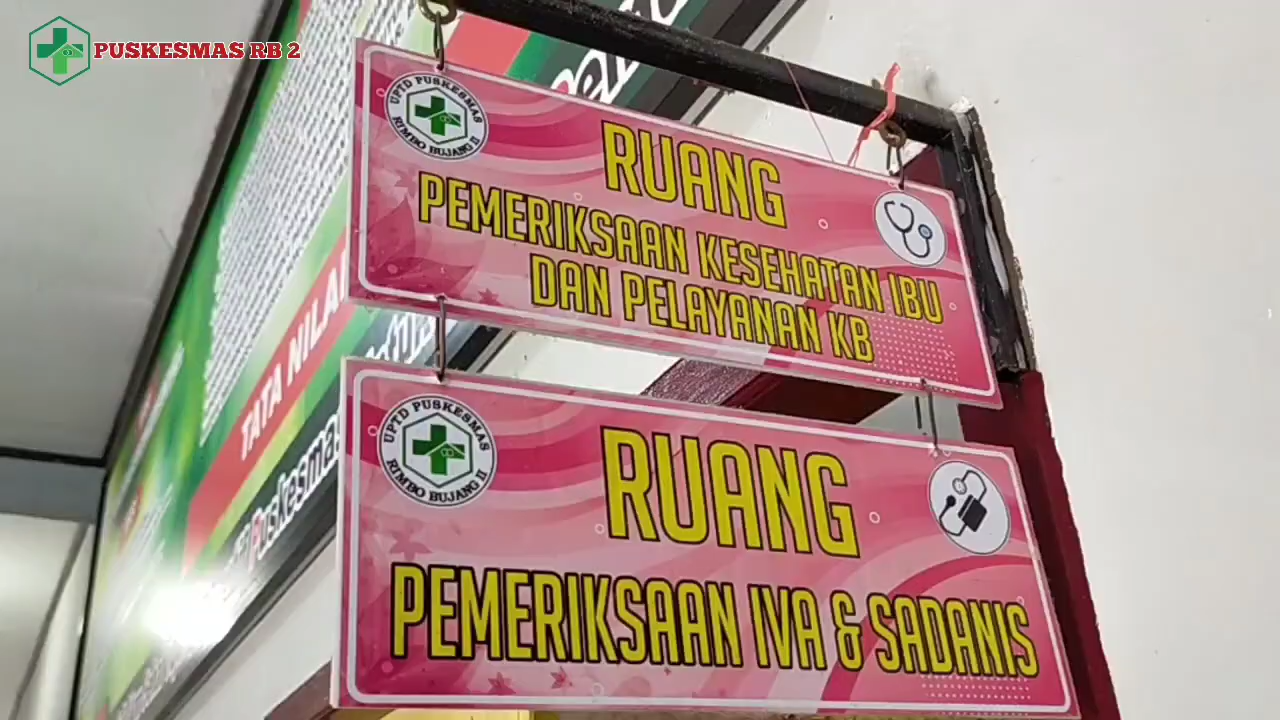 PUSKESMAS RB 2
UPTD PUSKESMAS
RIMBO BUJANG II
RUANG
PEMERIKSAAN KESEHATAN IBU
DAN PELAYANAN KB
UPTD PUSKESMAS
RIMBO BUJANG II
RUANG
PEMERIKSAAN IVA & SADANIS
TATA NILAI
Puskesmas